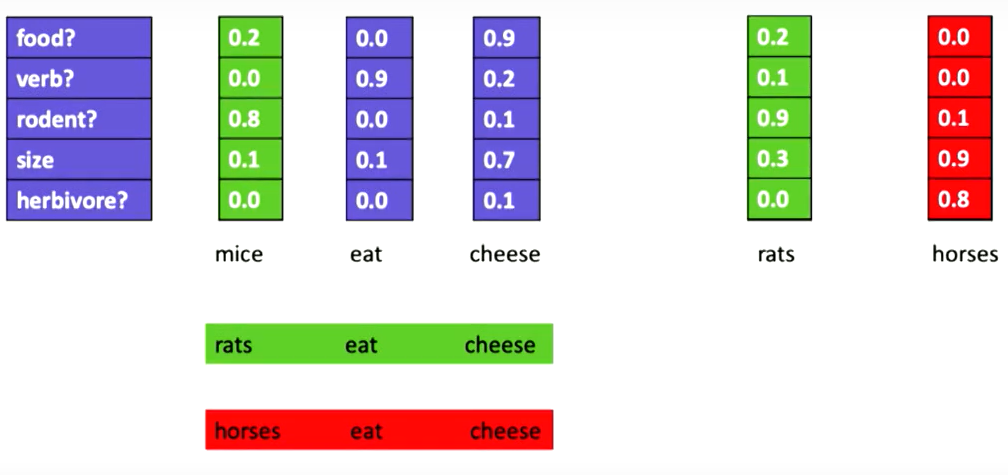 food? 0.2 0.0 0.9 0.2 0.0
verb? 0.0 0.9 0.2 0.1 0.0
rodent? 0.8 0.0 0.1 0.9 0.1
size 0.1 0.1 0.7 0.3 0.9
herbivore? 0.0 0.0 0.1 0.0 0.8
mice eat cheese rats horses
rats eat cheese
horses eat cheese